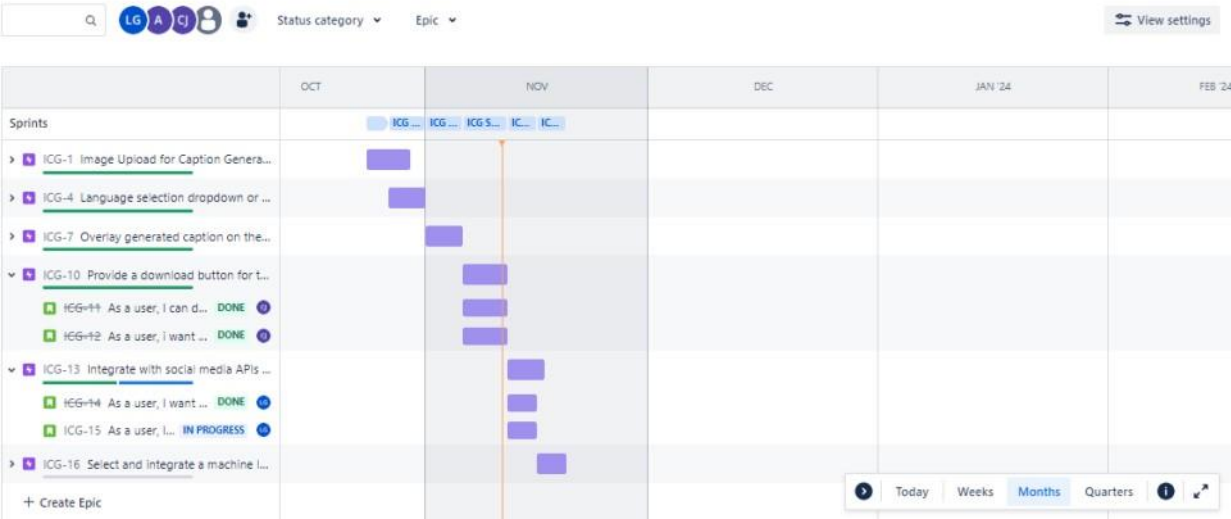 LG A CJ Status category Epic View settings
OCT NOV DEC JAN '24 FEB '24
Sprints ICG ... ICG ... ICG S... IC... IC...
ICG-1 Image Upload for Caption Genera...
ICG-4 Language selection dropdown or ...
ICG-7 Overlay generated caption on the...
ICG-10 Provide a download button for t...
ICG-11 As a user, I can d... DONE CJ
ICG-12 As a user, i want ... DONE CJ
ICG-13 Integrate with social media APIs ...
ICG-14 As a user, I want ... DONE LG
ICG-15 As a user, I... IN PROGRESS LG
ICG-16 Select and integrate a machine l...
Today Weeks Months Quarters
+ Create Epic